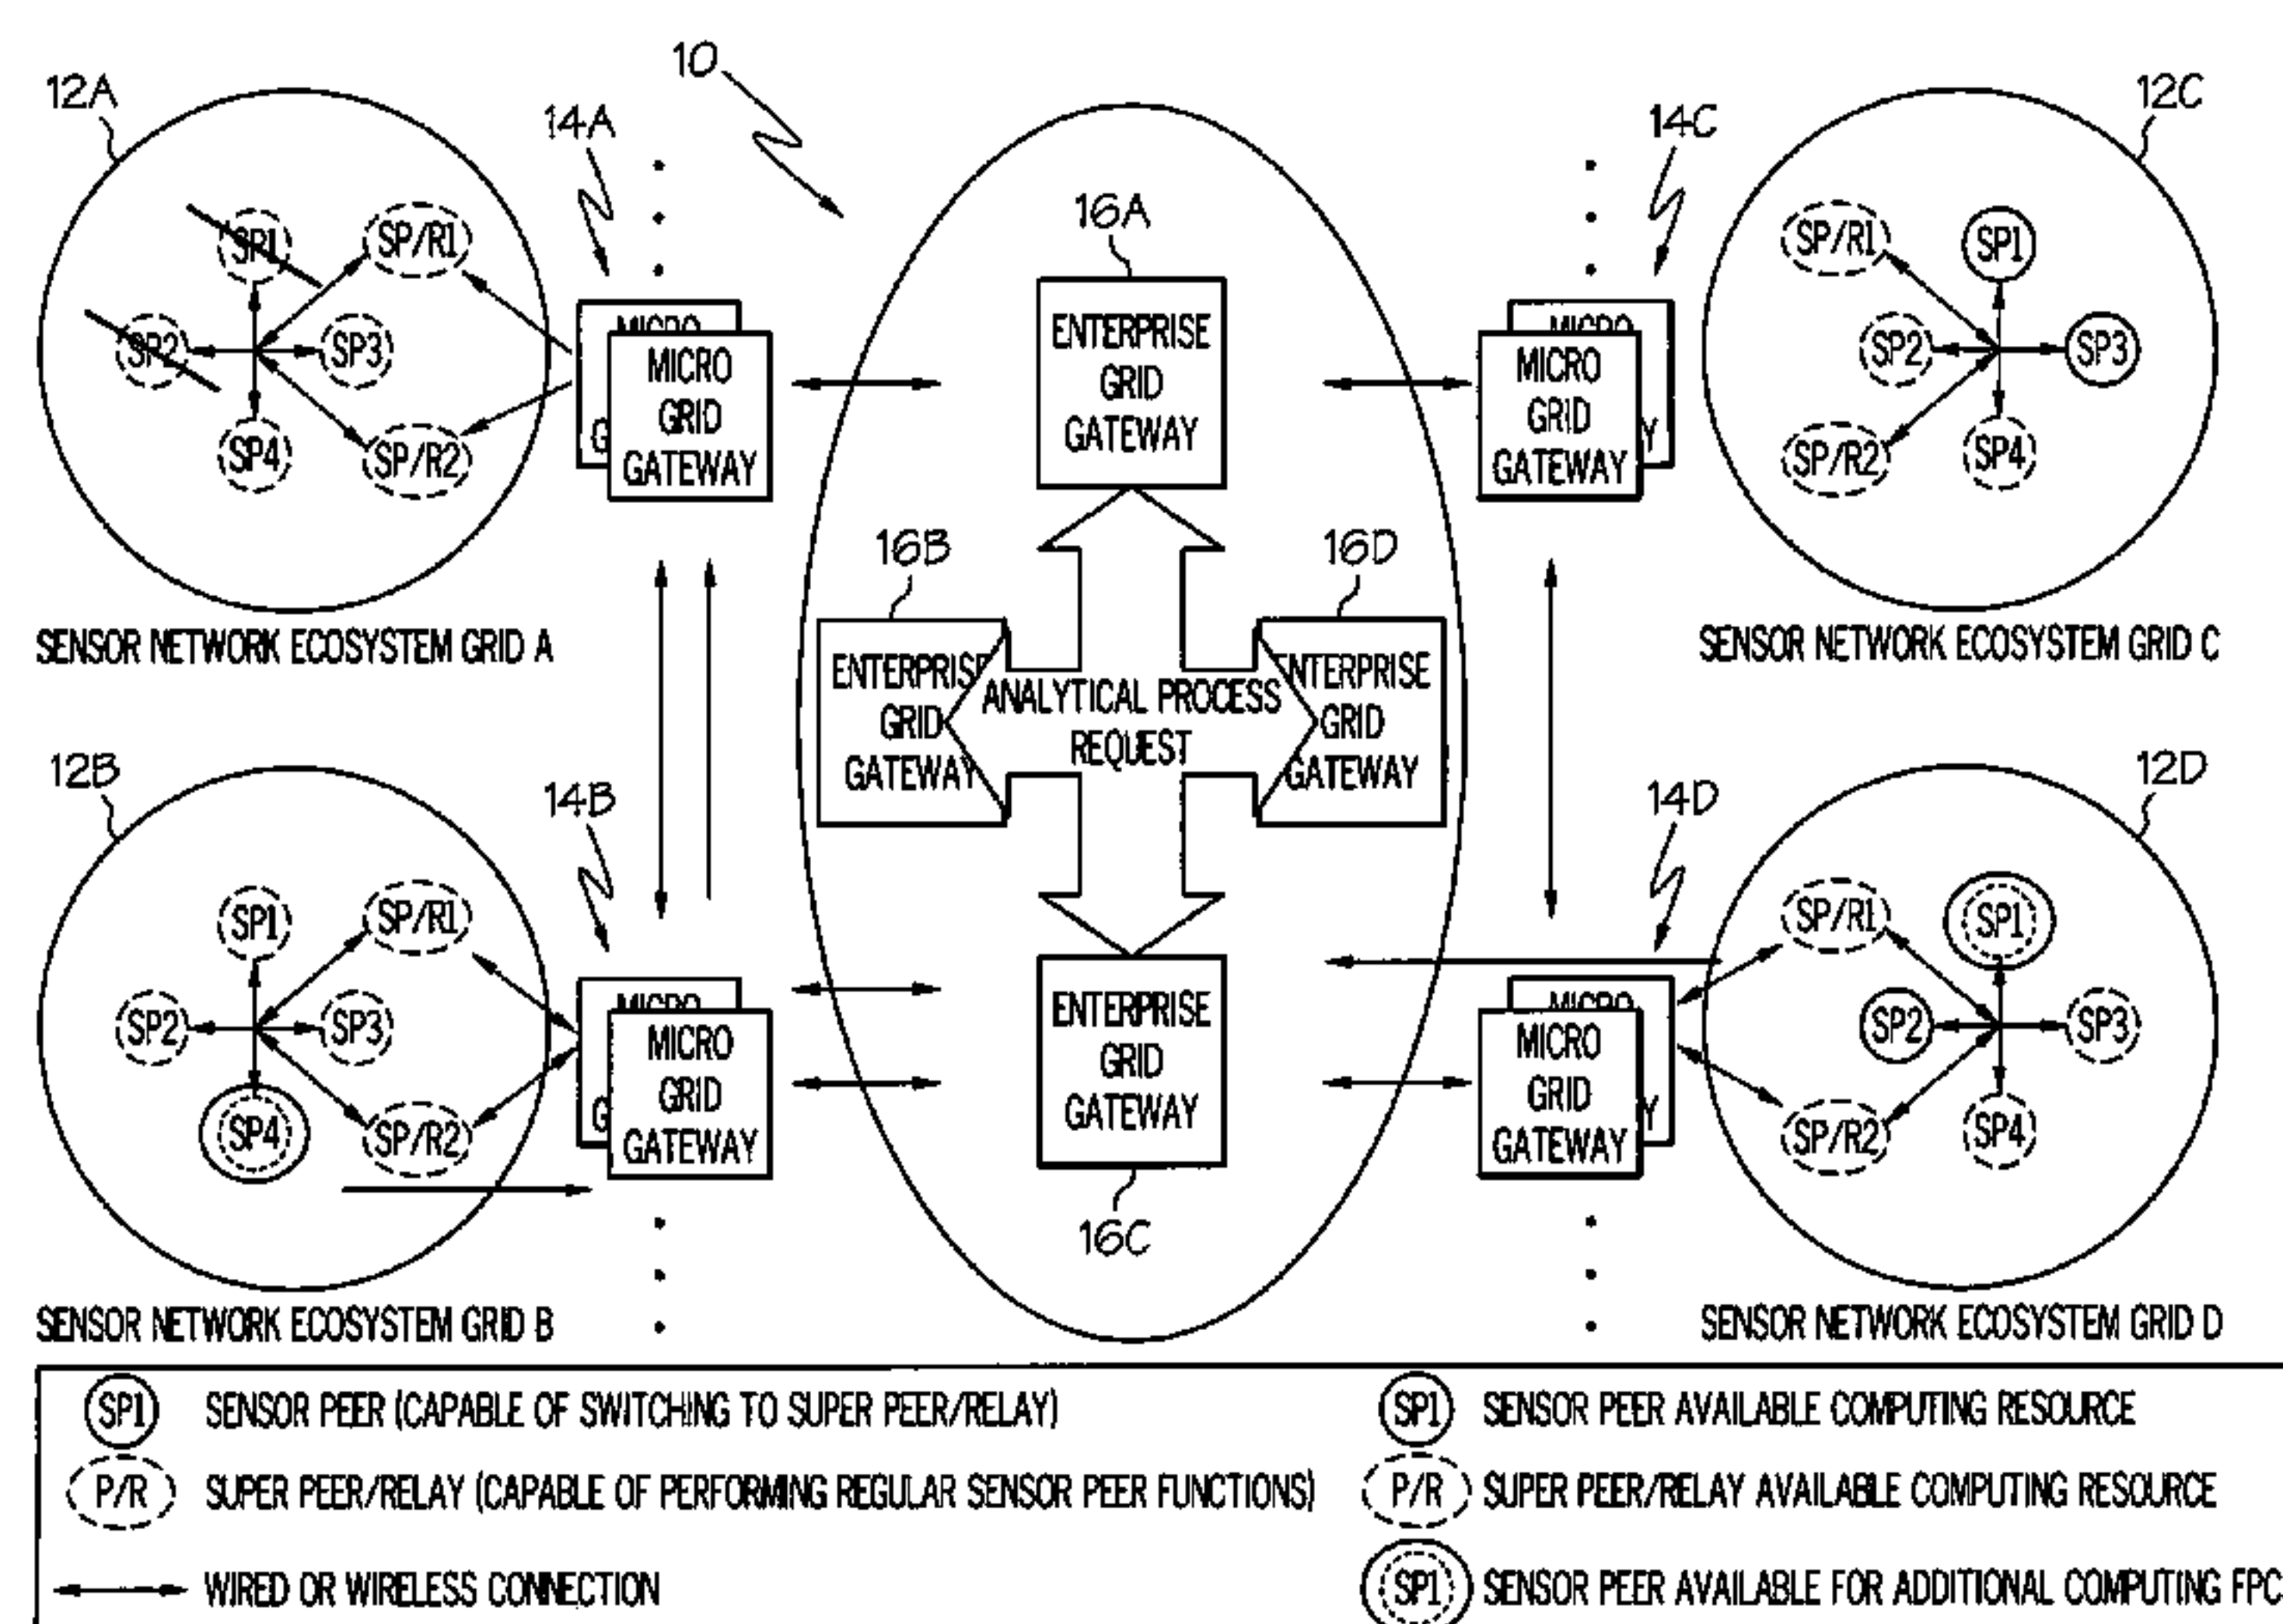 10
12A
14A
14C
12C
16A
SP1
SP/R1
SP2
SP3
SP4
SP/R2
MICRO
MICRO
GRID
GATEWAY
G
ENTERPRISE
GRID
GATEWAY
MICRO
MICRO
GRID
GATEWAY
Y
SP/R1
SP1
SP2
SP3
SP/R2
SP4
SENSOR NETWORK ECOSYSTEM GRID A
SENSOR NETWORK ECOSYSTEM GRID C
16B
16D
ENTERPRISE
GRID
GATEWAY
ANALYTICAL PROCESS
REQUEST
NTERPRISE
GRID
GATEWAY
12B
14B
14D
12D
SP1
SP/R1
SP2
SP3
SP4
SP/R2
MICRO
MICRO
GRID
GATEWAY
G
ENTERPRISE
GRID
GATEWAY
16C
MICRO
MICRO
GRID
GATEWAY
Y
SP/R1
SP1
SP2
SP3
SP/R2
SP4
SENSOR NETWORK ECOSYSTEM GRID B
SENSOR NETWORK ECOSYSTEM GRID D
SP1 SENSOR PEER (CAPABLE OF SWITCHING TO SUPER PEER/RELAY)
P/R SUPER PEER/RELAY (CAPABLE OF PERFORMING REGULAR SENSOR PEER FUNCTIONS)
WIRED OR WIRELESS CONNECTION
SP1 SENSOR PEER AVAILABLE COMPUTING RESOURCE
P/R SUPER PEER/RELAY AVAILABLE COMPUTING RESOURCE
SP1 SENSOR PEER AVAILABLE FOR ADDITIONAL COMPUTING FPC